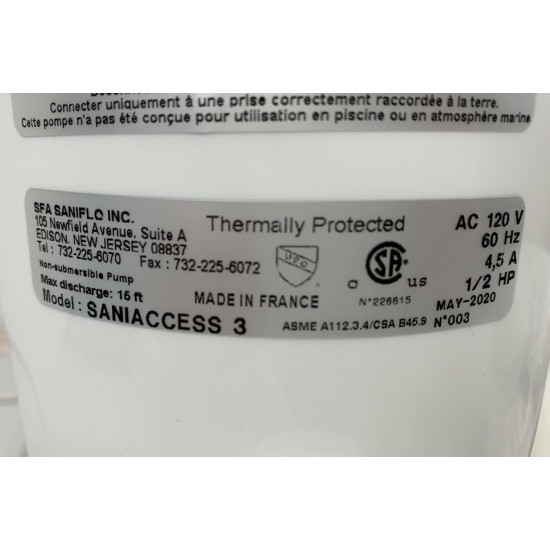 Connecter uniquement à une prise correctement raccordée à la terre.
Cette pompe n'a pas été conçue pour utilisation en piscine ou en atmosphère marine
SFA SANIFLO INC.
105 Newfield Avenue. Suite A
EDISON. NEW JERSEY 08837
Tel : 732-225-6070 Fax : 732-225-6072
Non-submersible Pump
Max discharge: 16 ft
Model : SANIACCESS 3
Thermally Protected
UPC
MADE IN FRANCE
c SA us
N°226615
ASME A112.3.4/CSA B45.9
AC 120 V
60 Hz
4,5 A
1/2 HP
MAY-2020
N°003